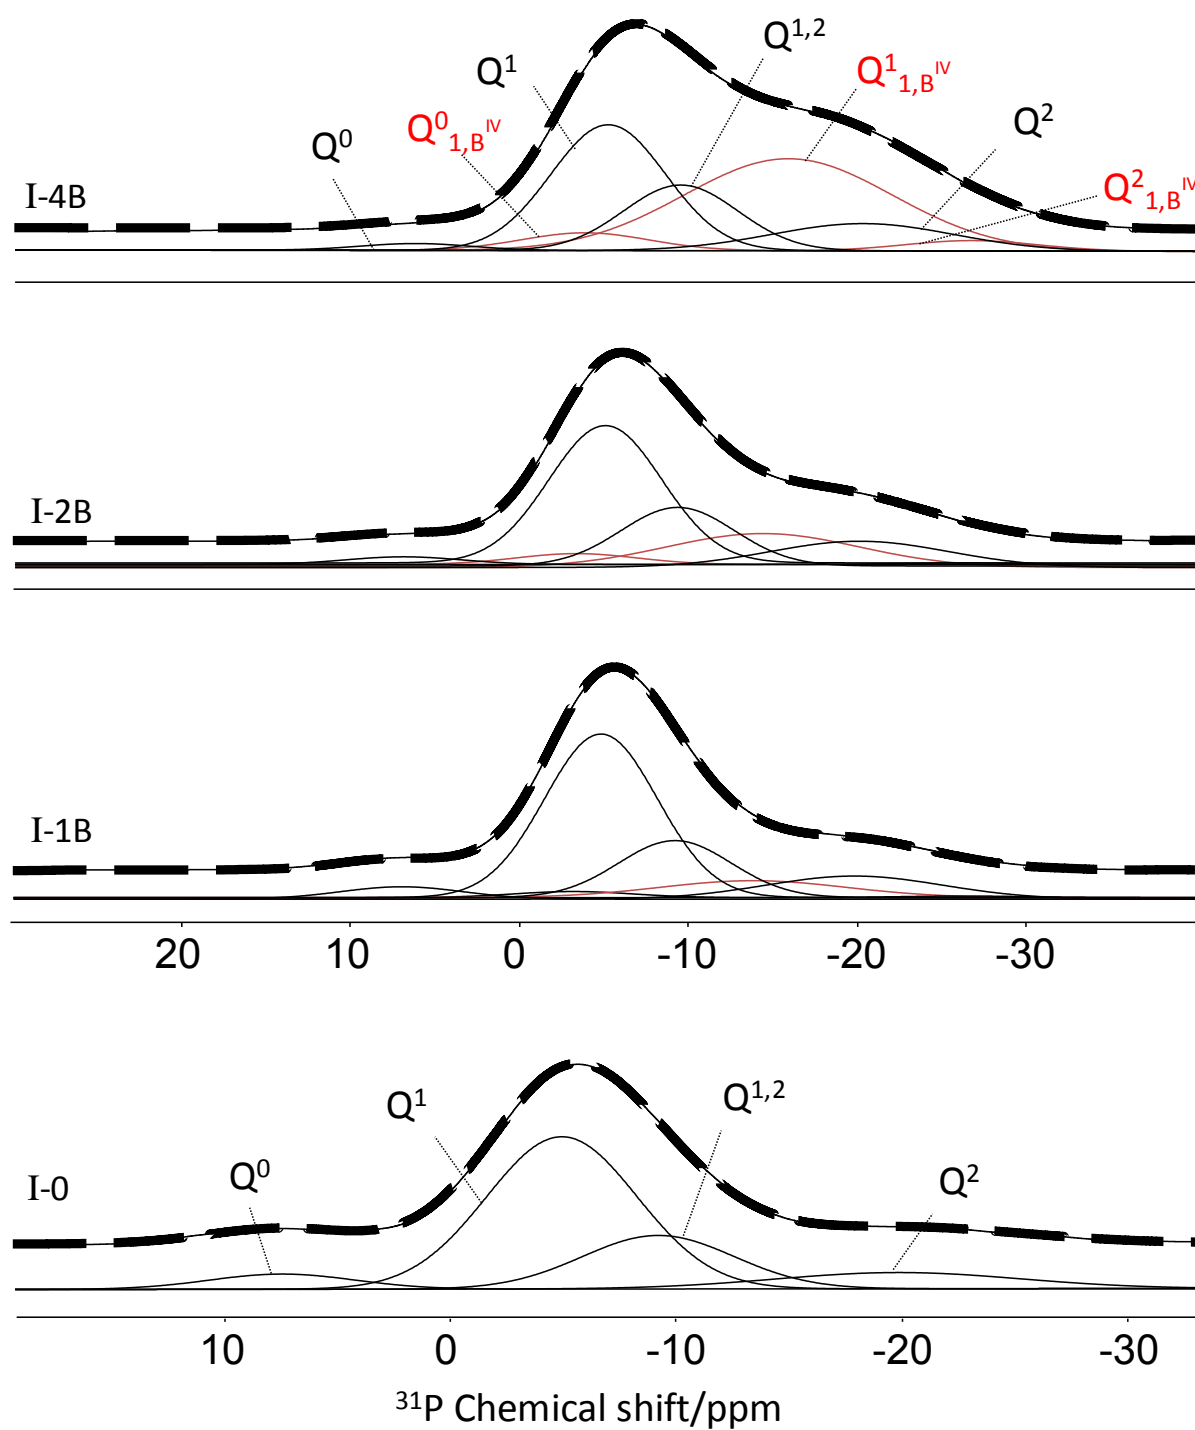 Q¹,²
Q¹
Q¹₁,Bᴵⱽ
Q²
Q⁰
Q⁰₁,Bᴵⱽ
Q²₁,Bᴵⱽ
I-4B
I-2B
I-1B
20 10 0 -10 -20 -30
Q¹
Q¹,²
Q⁰
Q²
I-0
10 0 -10 -20 -30
³¹P Chemical shift/ppm